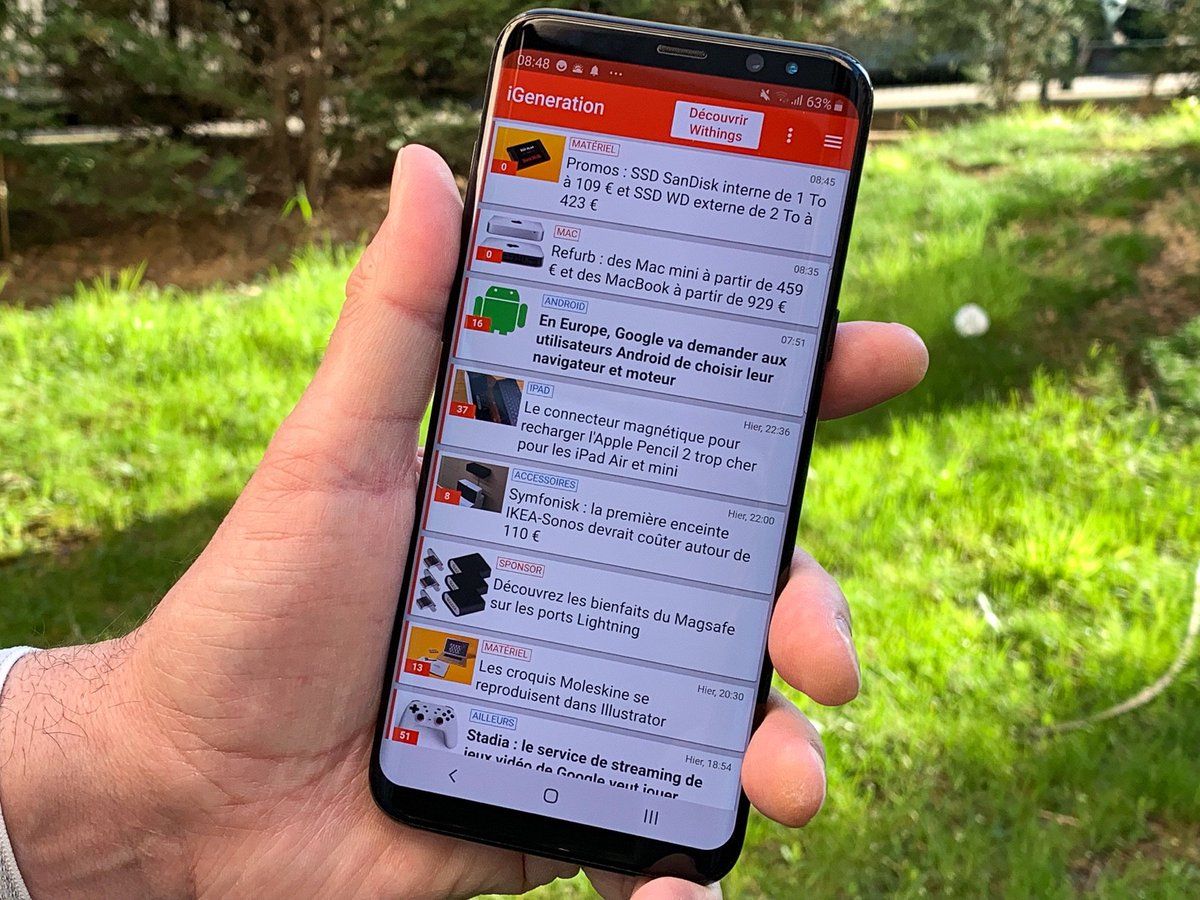 08:48 ... 63%
iGeneration
Découvrir
Withings
MATÉRIEL
08:45
0
Promos : SSD SanDisk interne de 1 To
à 109 € et SSD WD externe de 2 To à
423 €
MAC
08:35
0
Refurb : des Mac mini à partir de 459
€ et des MacBook à partir de 929 €
ANDROID
07:51
16
En Europe, Google va demander aux
utilisateurs Android de choisir leur
navigateur et moteur
IPAD
Hier, 22:36
37
Le connecteur magnétique pour
recharger l'Apple Pencil 2 trop cher
pour les iPad Air et mini
ACCESSOIRES
Hier, 22:00
8
Symfonisk : la première enceinte
IKEA-Sonos devrait coûter autour de
110 €
SPONSOR
Découvrez les bienfaits du Magsafe
sur les ports Lightning
MATÉRIEL
Hier, 20:30
13
Les croquis Moleskine se
reproduisent dans Illustrator
AILLEURS
Hier, 18:54
51
Stadia : le service de streaming de
jeux vidéo de Google veut jouer